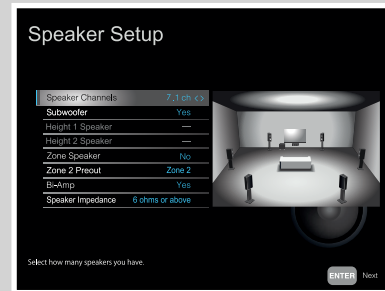 Speaker Setup
Speaker Channels 7.1 ch < >
Subwoofer Yes
Height 1 Speaker —
Height 2 Speaker —
Zone Speaker No
Zone 2 Preout Zone 2
Bi-Amp Yes
Speaker Impedance 6 ohms or above
Select how many speakers you have.
ENTER Next